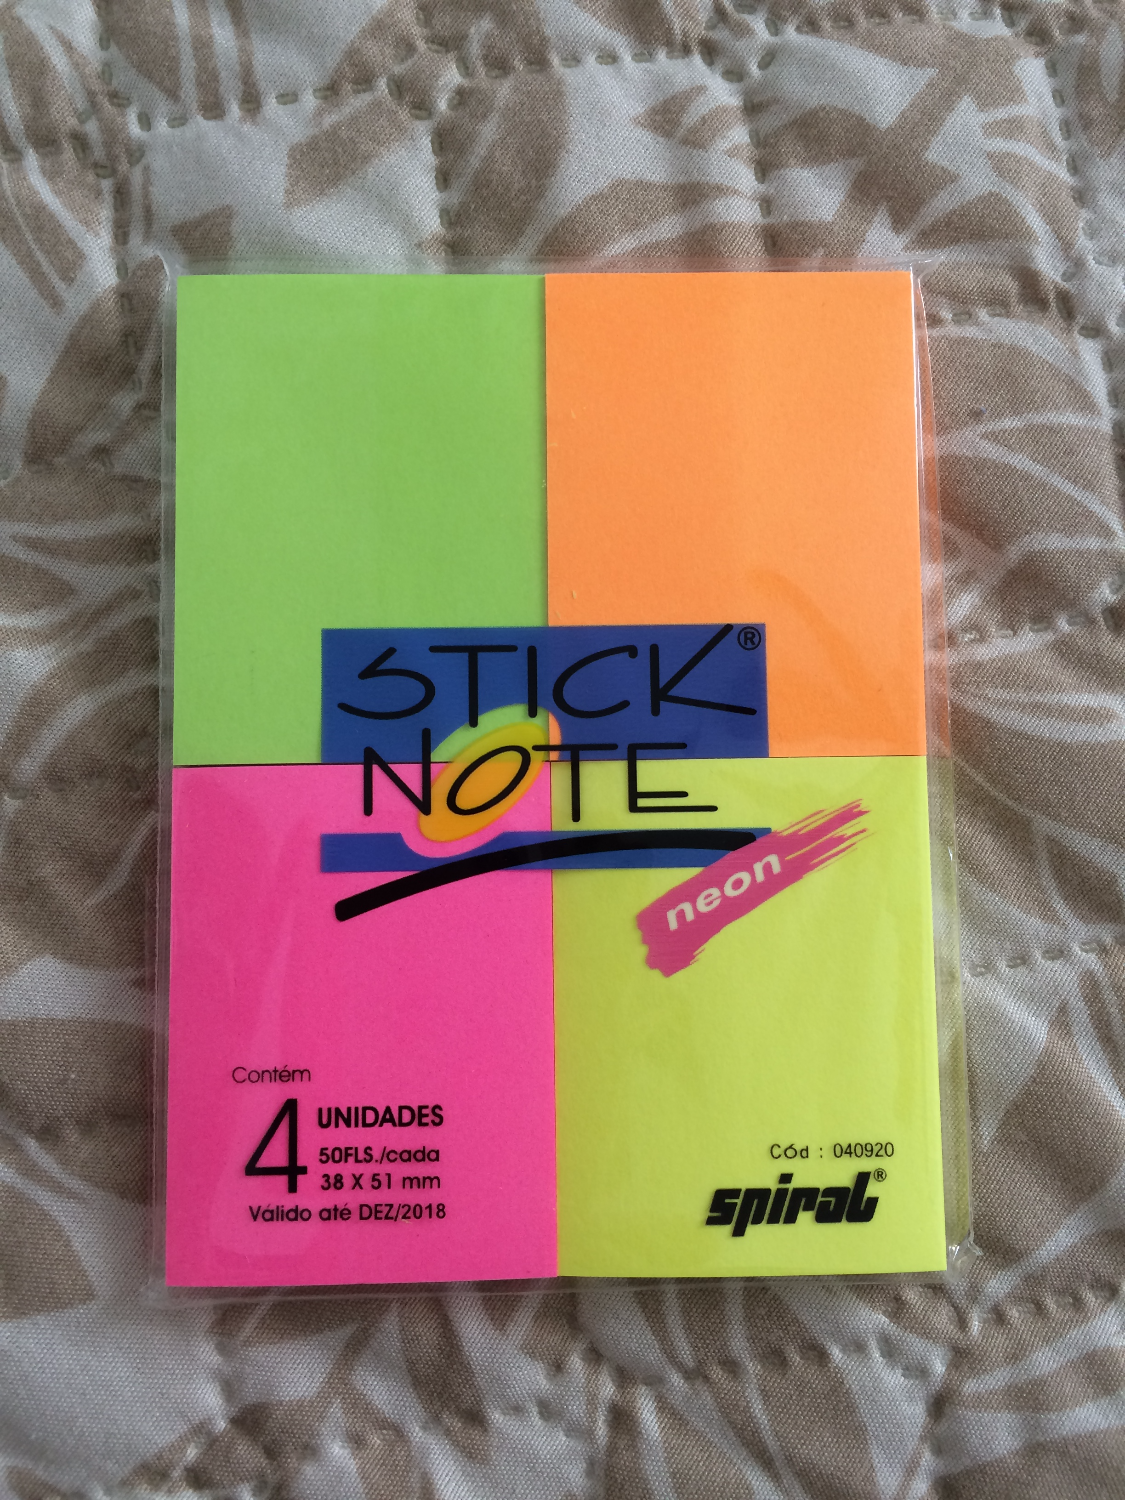 STICK®
NOTE
neon
Contém
4 UNIDADES
50FLS./cada
38 X 51 mm
Válido até DEZ/2018
Cód : 040920
spiral®